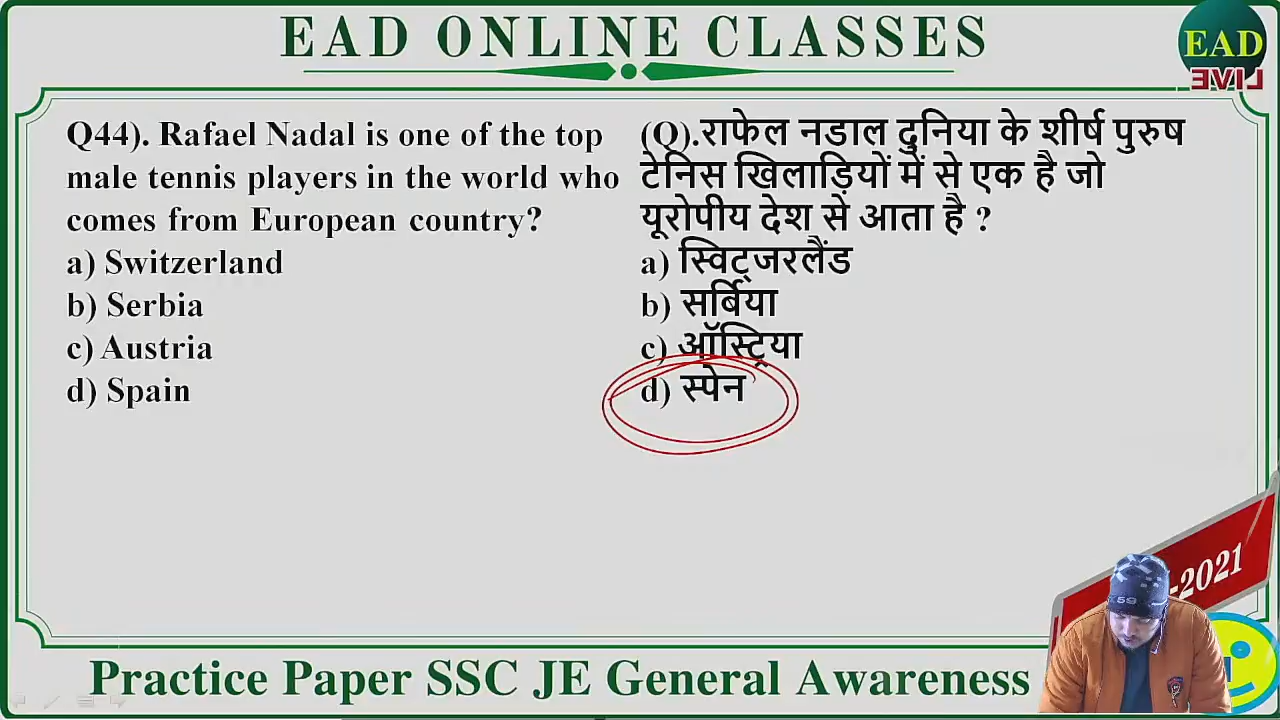 EAD ONLINE CLASSES
EAD
LIVE
Q44). Rafael Nadal is one of the top
male tennis players in the world who
comes from European country?
a) Switzerland
b) Serbia
c) Austria
d) Spain
(Q).राफेल नडाल दुनिया के शीर्ष पुरुष
टेनिस खिलाड़ियों में से एक है जो
यूरोपीय देश से आता है ?
a) स्विट्जरलैंड
b) सर्बिया
c) ऑस्ट्रिया
d) स्पेन
-2021
Practice Paper SSC JE General Awareness